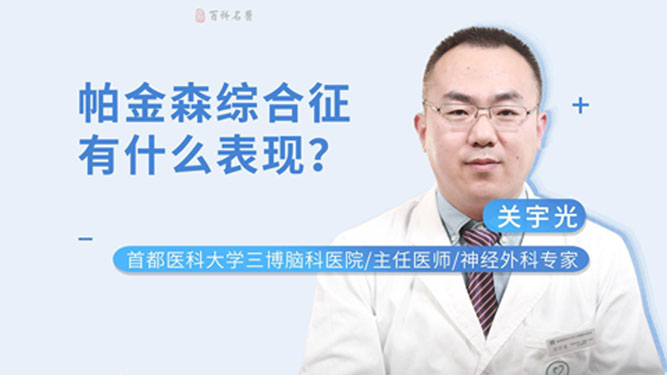 百科名医
帕金森综合征
有什么表现？
关宇光
首都医科大学三博脑科医院/主任医师/神经外科专家